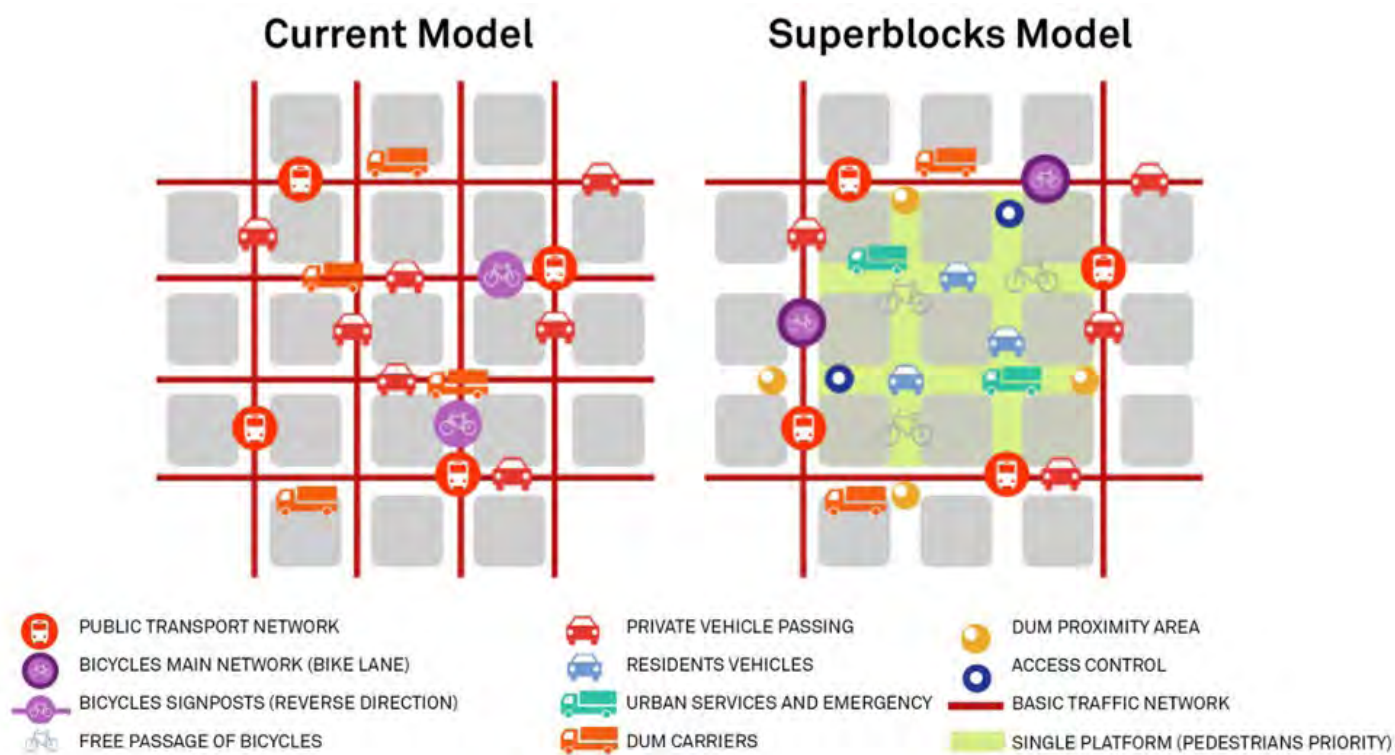 Current Model
Superblocks Model
PUBLIC TRANSPORT NETWORK
BICYCLES MAIN NETWORK (BIKE LANE)
BICYCLES SIGNPOSTS (REVERSE DIRECTION)
FREE PASSAGE OF BICYCLES
PRIVATE VEHICLE PASSING
RESIDENTS VEHICLES
URBAN SERVICES AND EMERGENCY
DUM CARRIERS
DUM PROXIMITY AREA
ACCESS CONTROL
BASIC TRAFFIC NETWORK
SINGLE PLATFORM (PEDESTRIANS PRIORITY)